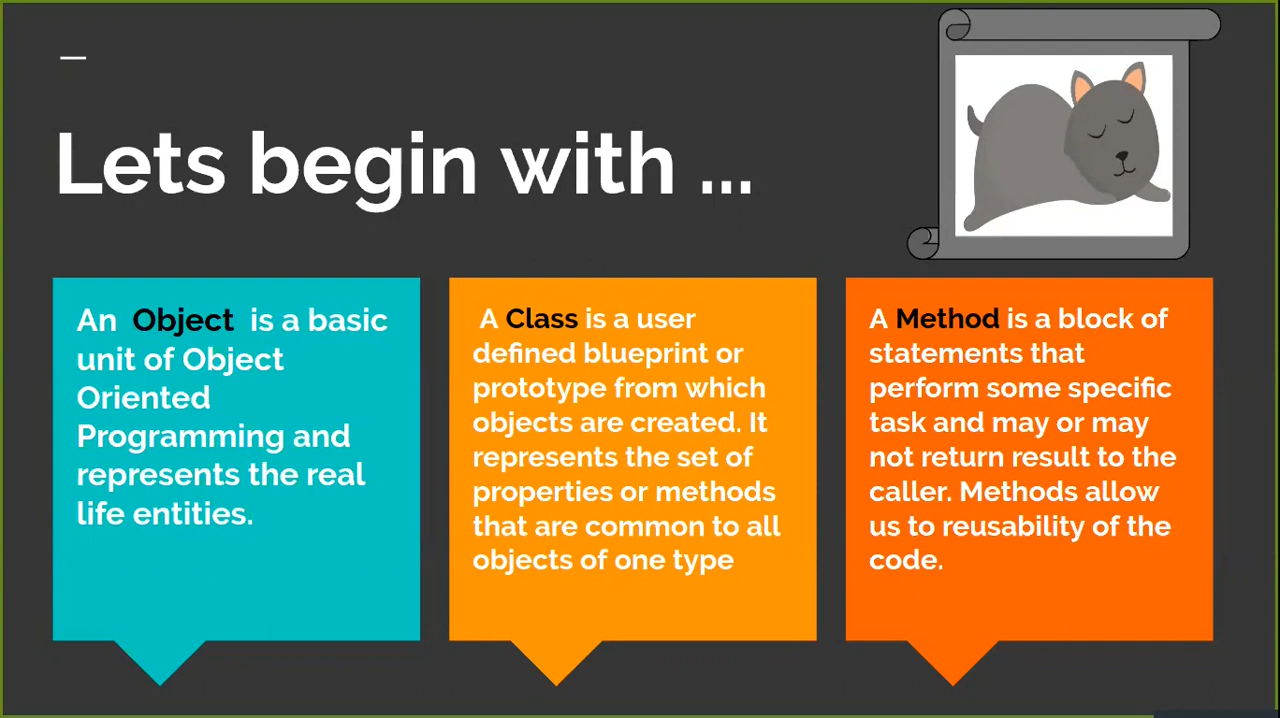 Lets begin with ...
An Object is a basic
unit of Object
Oriented
Programming and
represents the real
life entities.
A Class is a user
defined blueprint or
prototype from which
objects are created. It
represents the set of
properties or methods
that are common to all
objects of one type
A Method is a block of
statements that
perform some specific
task and may or may
not return result to the
caller. Methods allow
us to reusability of the
code.